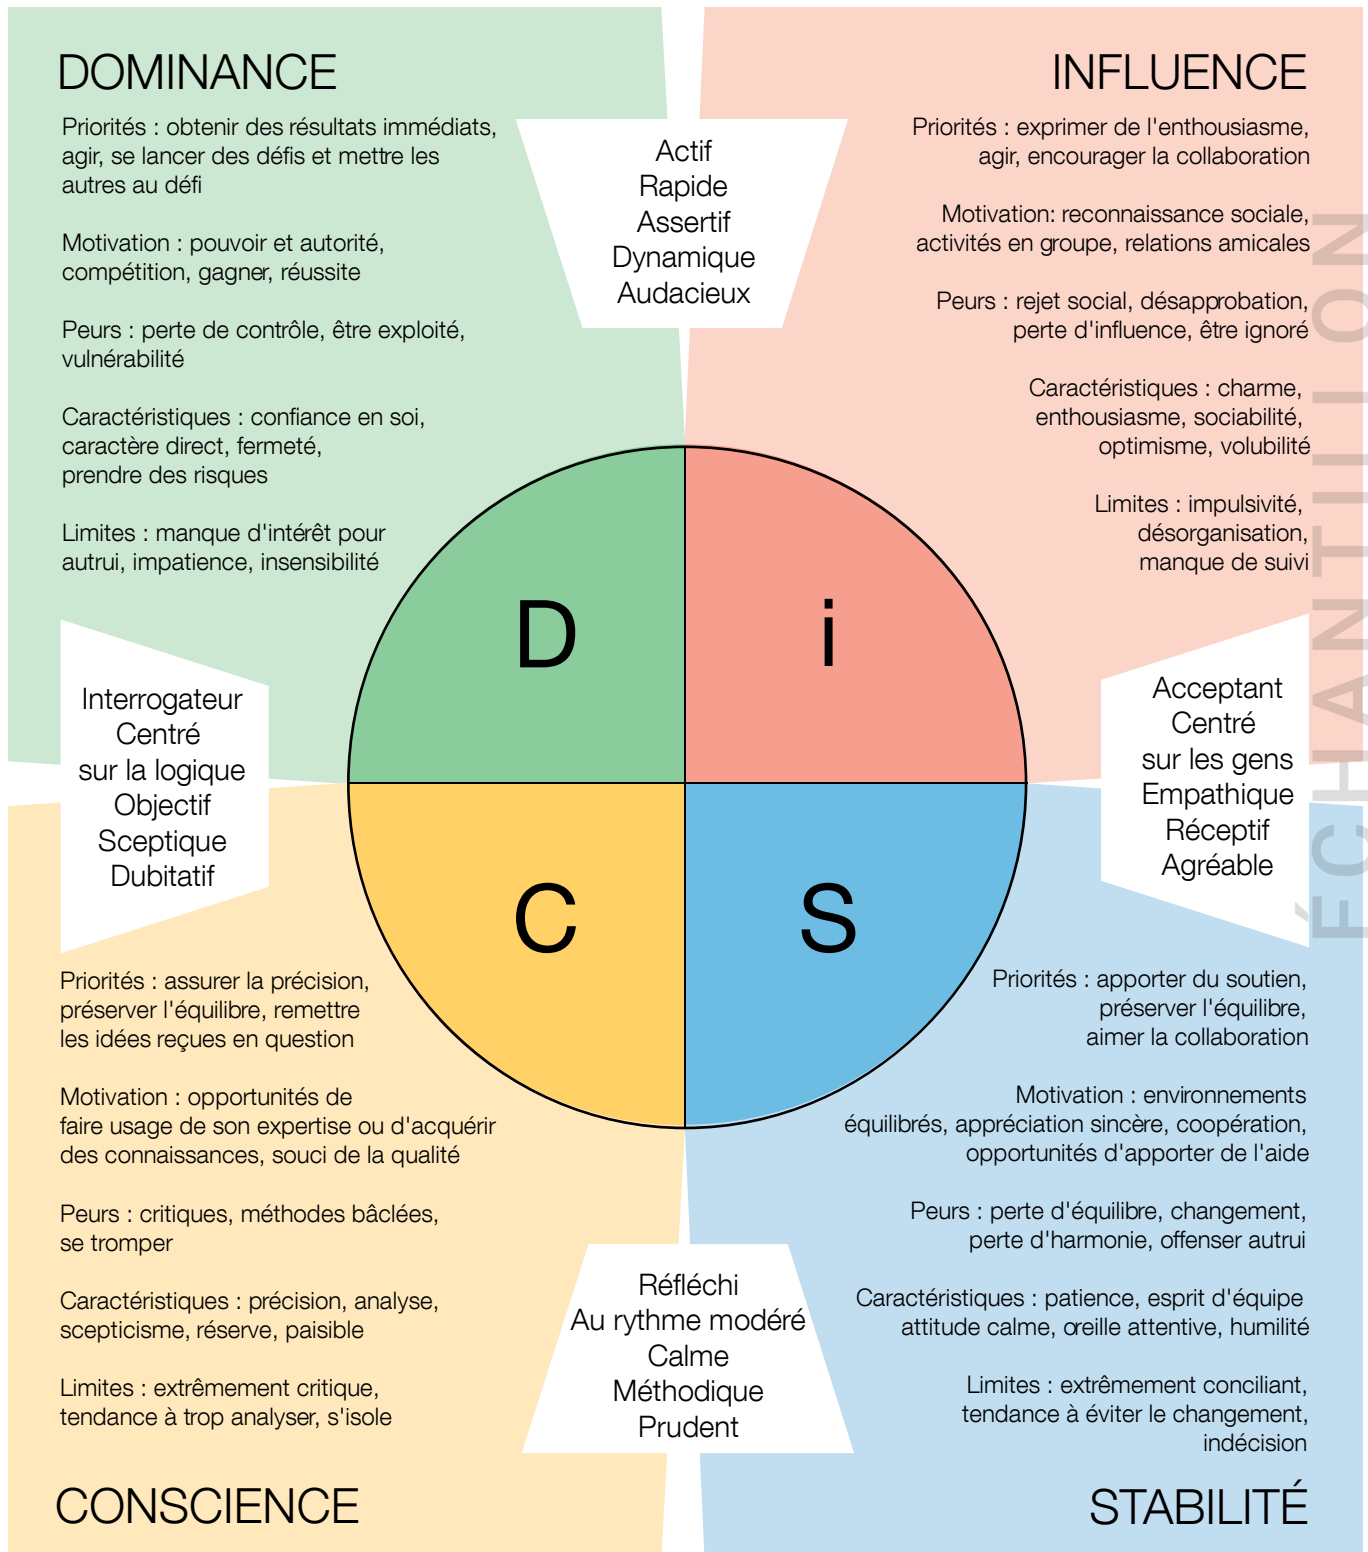 DOMINANCE
Priorités : obtenir des résultats immédiats,
agir, se lancer des défis et mettre les
autres au défi
Motivation : pouvoir et autorité,
compétition, gagner, réussite
Peurs : perte de contrôle, être exploité,
vulnérabilité
Caractéristiques : confiance en soi,
caractère direct, fermeté,
prendre des risques
Limites : manque d'intérêt pour
autrui, impatience, insensibilité
Actif
Rapide
Assertif
Dynamique
Audacieux
INFLUENCE
Priorités : exprimer de l'enthousiasme,
agir, encourager la collaboration
Motivation: reconnaissance sociale,
activités en groupe, relations amicales
Peurs : rejet social, désapprobation,
perte d'influence, être ignoré
Caractéristiques : charme,
enthousiasme, sociabilité,
optimisme, volubilité
Limites : impulsivité,
désorganisation,
manque de suivi
D
i
Interrogateur
Centré
sur la logique
Objectif
Sceptique
Dubitatif
Acceptant
Centré
sur les gens
Empathique
Réceptif
Agréable
ÉCHANTILLON
C
S
Priorités : assurer la précision,
préserver l'équilibre, remettre
les idées reçues en question
Motivation : opportunités de
faire usage de son expertise ou d'acquérir
des connaissances, souci de la qualité
Peurs : critiques, méthodes bâclées,
se tromper
Caractéristiques : précision, analyse,
scepticisme, réserve, paisible
Limites : extrêmement critique,
tendance à trop analyser, s'isole
CONSCIENCE
Réfléchi
Au rythme modéré
Calme
Méthodique
Prudent
Priorités : apporter du soutien,
préserver l'équilibre,
aimer la collaboration
Motivation : environnements
équilibrés, appréciation sincère, coopération,
opportunités d'apporter de l'aide
Peurs : perte d'équilibre, changement,
perte d'harmonie, offenser autrui
Caractéristiques : patience, esprit d'équipe
attitude calme, oreille attentive, humilité
Limites : extrêmement conciliant,
tendance à éviter le changement,
indécision
STABILITÉ